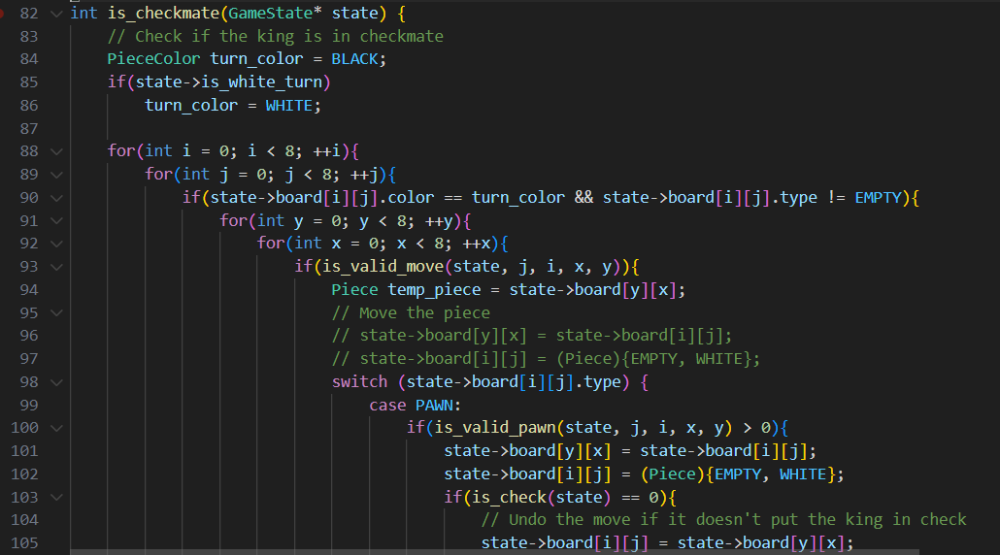 82 int is_checkmate(GameState* state) {
83 // Check if the king is in checkmate
84 PieceColor turn_color = BLACK;
85 if(state->is_white_turn)
86 turn_color = WHITE;
87
88 for(int i = 0; i < 8; ++i){
89 for(int j = 0; j < 8; ++j){
90 if(state->board[i][j].color == turn_color && state->board[i][j].type != EMPTY){
91 for(int y = 0; y < 8; ++y){
92 for(int x = 0; x < 8; ++x){
93 if(is_valid_move(state, j, i, x, y)){
94 Piece temp_piece = state->board[y][x];
95 // Move the piece
96 // state->board[y][x] = state->board[i][j];
97 // state->board[i][j] = (Piece){EMPTY, WHITE};
98 switch (state->board[i][j].type) {
99 case PAWN:
100 if(is_valid_pawn(state, j, i, x, y) > 0){
101 state->board[y][x] = state->board[i][j];
102 state->board[i][j] = (Piece){EMPTY, WHITE};
103 if(is_check(state) == 0){
104 // Undo the move if it doesn't put the king in check
105 state->board[i][j] = state->board[y][x];